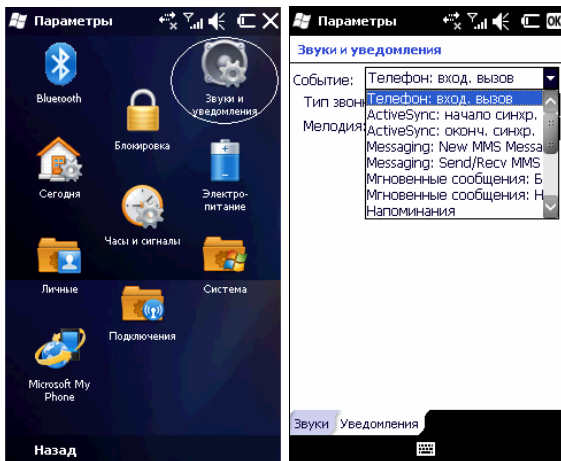 Параметры
Bluetooth
Звуки и
уведомления
Блокировка
Сегодня
Электро-
питание
Часы и сигналы
Личные
Система
Подключения
Microsoft My
Phone
Назад
Параметры
OK
Звуки и уведомления
Событие: Телефон: вход. вызов
Тип звон
Мелодия:
Телефон: вход. вызов
ActiveSync: начало синхр.
ActiveSync: оконч. синхр.
Messaging: New MMS Messa
Messaging: Send/Recv MMS
Мгновенные сообщения: Б
Мгновенные сообщения: Н
Напоминания
Звуки Уведомления